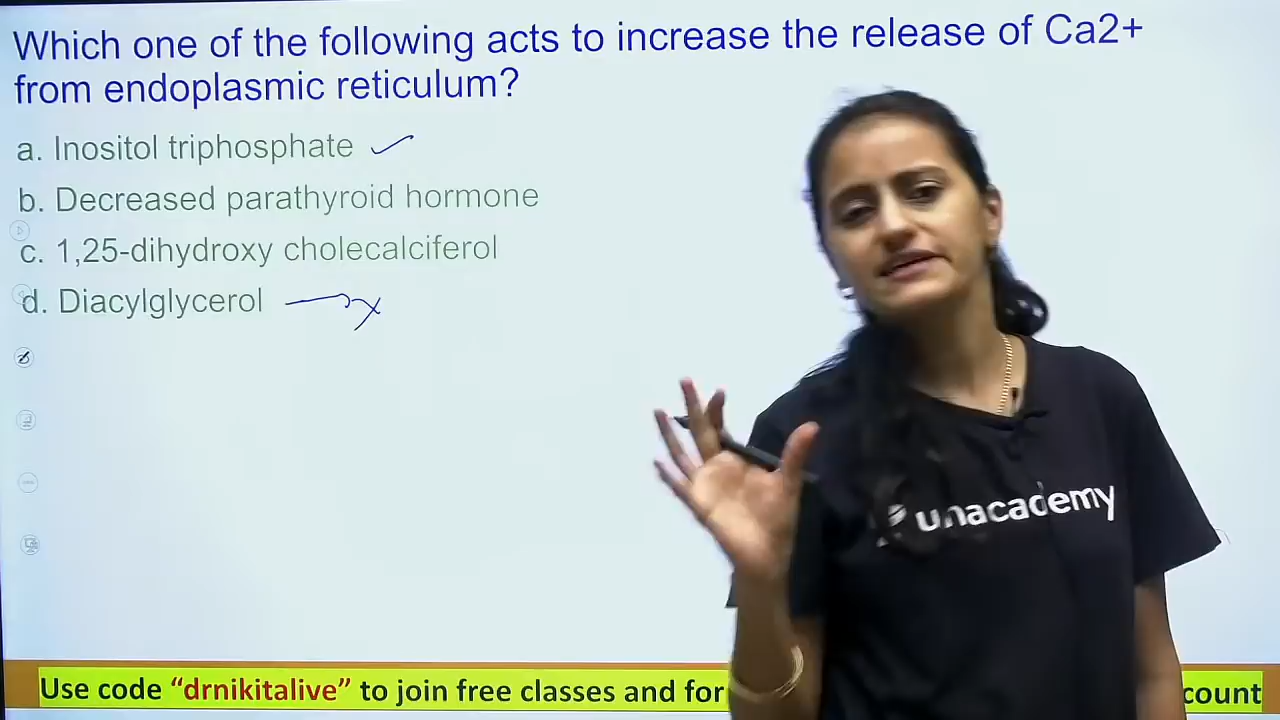 Which one of the following acts to increase the release of Ca2+
from endoplasmic reticulum?
a. Inositol triphosphate
b. Decreased parathyroid hormone
c. 1,25-dihydroxy cholecalciferol
d. Diacylglycerol
unacademy
Use code “drnikitalive” to join free classes and for count